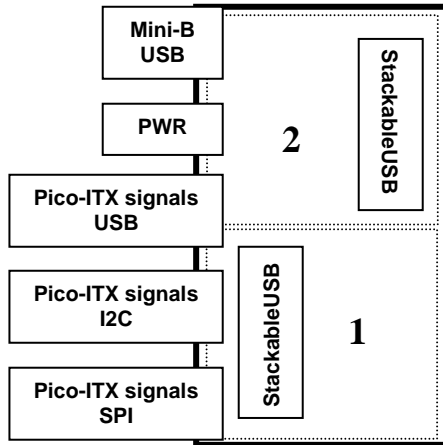 Mini-B
USB
PWR
Pico-ITX signals
USB
Pico-ITX signals
I2C
Pico-ITX signals
SPI
2
StackableUSB
StackableUSB
1